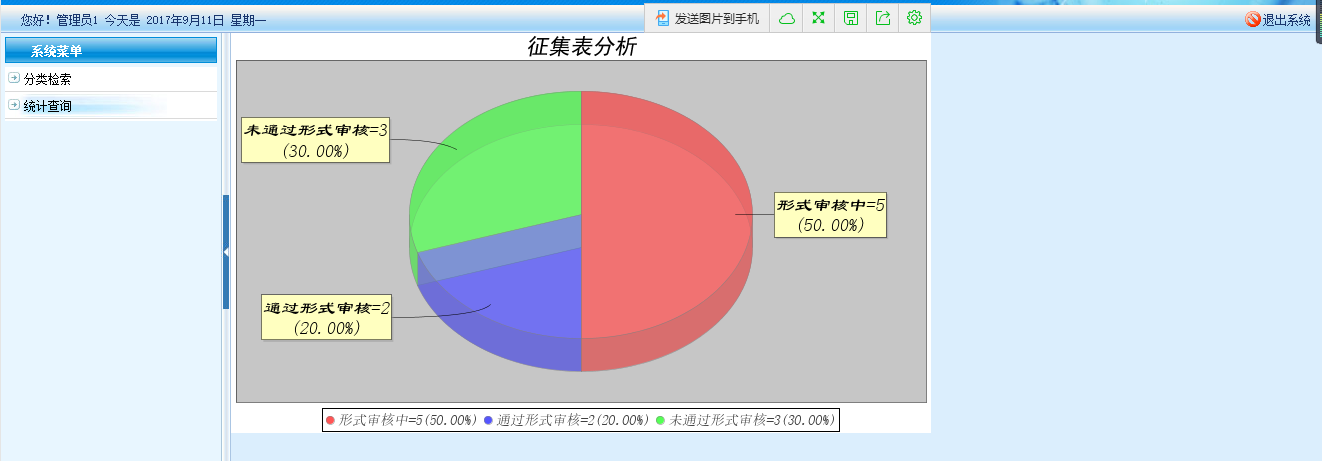 您好！管理员1 今天是 2017年9月11日 星期一
发送图片到手机
退出系统
系统菜单
分类检索
统计查询
征集表分析
未通过形式审核=3
(30.00%)
形式审核中=5
(50.00%)
通过形式审核=2
(20.00%)
形式审核中=5(50.00%) 通过形式审核=2(20.00%) 未通过形式审核=3(30.00%)